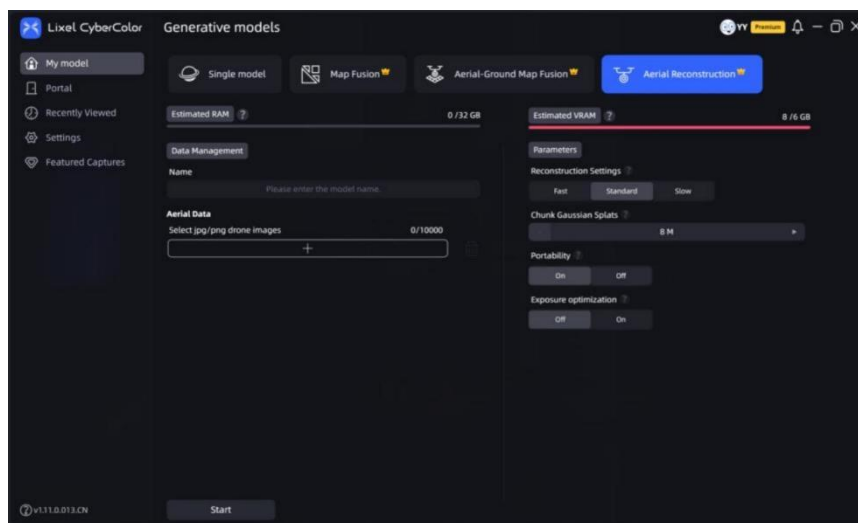 Lixel CyberColor
Generative models
YY Premium
My model
Portal
Recently Viewed
Settings
Featured Captures
Single model
Map Fusion
Aerial-Ground Map Fusion
Aerial Reconstruction
Estimated RAM ?
0 /32 GB
Data Management
Name
Please enter the model name.
Aerial Data
Select jpg/png drone images
0/10000
+
Estimated VRAM ?
8 /6 GB
Parameters
Reconstruction Settings ?
Fast Standard Slow
Chunk Gaussian Splats ?
8 M
Portability ?
On Off
Exposure optimization ?
Off On
? v1.11.0.013.CN
Start